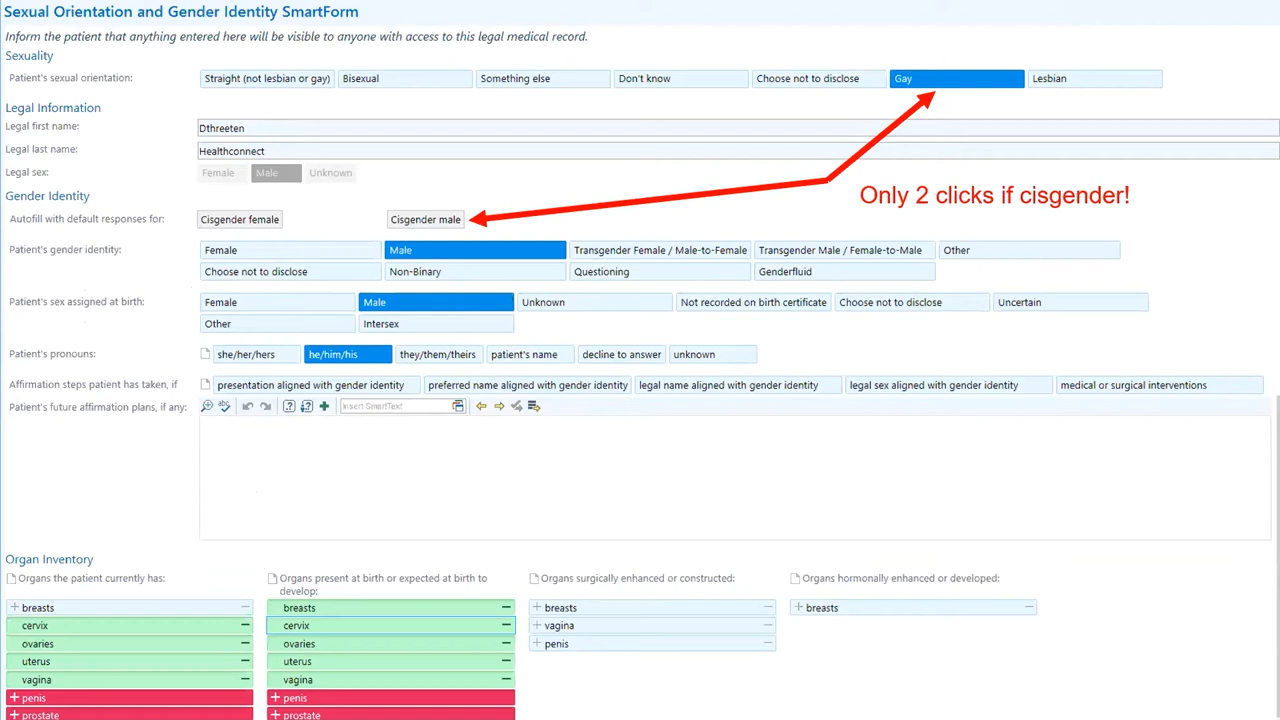 Sexual Orientation and Gender Identity SmartForm
Inform the patient that anything entered here will be visible to anyone with access to this legal medical record.
Sexuality
Patient's sexual orientation: Straight (not lesbian or gay) Bisexual Something else Don't know Choose not to disclose Gay Lesbian
Legal Information
Legal first name: Dthreeten
Legal last name: Healthconnect
Legal sex: Female Male Unknown
Only 2 clicks if cisgender!
Gender Identity
Autofill with default responses for: Cisgender female Cisgender male
Patient's gender identity: Female Male Transgender Female / Male-to-Female Transgender Male / Female-to-Male Other
Choose not to disclose Non-Binary Questioning Genderfluid
Patient's sex assigned at birth: Female Male Unknown Not recorded on birth certificate Choose not to disclose Uncertain
Other Intersex
Patient's pronouns: she/her/hers he/him/his they/them/theirs patient's name decline to answer unknown
Affirmation steps patient has taken, if presentation aligned with gender identity preferred name aligned with gender identity legal name aligned with gender identity legal sex aligned with gender identity medical or surgical interventions
Patient's future affirmation plans, if any: abc ? ? Insert SmartText
Organ Inventory
Organs the patient currently has: Organs present at birth or expected at birth to Organs surgically enhanced or constructed: Organs hormonally enhanced or developed:
develop:
+ breasts − breasts − + breasts − + breasts −
cervix − cervix − + vagina −
ovaries − ovaries − + penis −
uterus − uterus −
vagina − vagina −
+ penis + penis
+ prostate + prostate